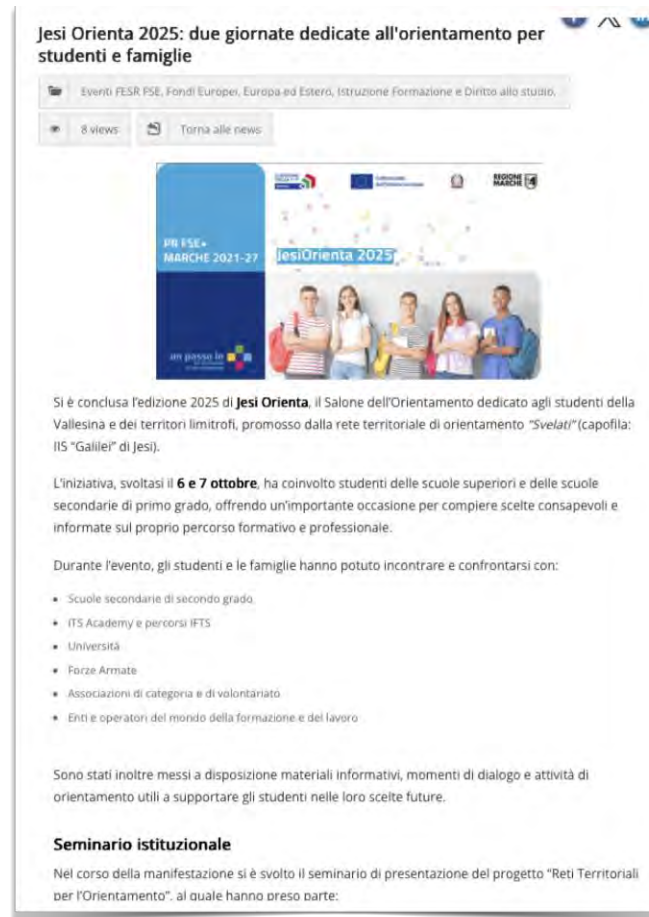 Jesi Orienta 2025: due giornate dedicate all'orientamento per
studenti e famiglie
Eventi FESR FSE, Fondi Europei, Europa ed Estero, Istruzione Formazione e Diritto allo studio,
8 views
Torna alle news
REGIONE
MARCHE
PR FSE+
MARCHE 2021-27
JesiOrienta 2025
un passo in
Si è conclusa l'edizione 2025 di Jesi Orienta, il Salone dell'Orientamento dedicato agli studenti della
Vallesina e dei territori limitrofi, promosso dalla rete territoriale di orientamento "Svelati" (capofila:
IIS "Galilei" di Jesi).
L'iniziativa, svoltasi il 6 e 7 ottobre, ha coinvolto studenti delle scuole superiori e delle scuole
secondarie di primo grado, offrendo un'importante occasione per compiere scelte consapevoli e
informate sul proprio percorso formativo e professionale.
Durante l'evento, gli studenti e le famiglie hanno potuto incontrare e confrontarsi con:
• Scuole secondarie di secondo grado
• ITS Academy e percorsi IFTS
• Università
• Forze Armate
• Associazioni di categoria e di volontariato
• Enti e operatori del mondo della formazione e del lavoro
Sono stati inoltre messi a disposizione materiali informativi, momenti di dialogo e attività di
orientamento utili a supportare gli studenti nelle loro scelte future.
Seminario istituzionale
Nel corso della manifestazione si è svolto il seminario di presentazione del progetto "Reti Territoriali
per l'Orientamento", al quale hanno preso parte: